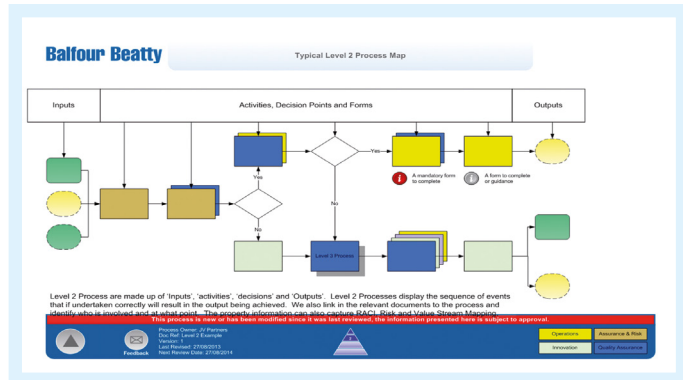 Balfour Beatty
Typical Level 2 Process Map
Inputs
Activities, Decision Points and Forms
Outputs
Yes
A mandatory form
to complete
A form to complete
or guidance
Yes
No
No
Level 3 Process
Level 2 Process are made up of 'Inputs', 'activities', 'decisions' and 'Outputs'. Level 2 Processes display the sequence of events
that if undertaken correctly will result in the output being achieved. We also link in the relevant documents to the process and
identify who is involved and at what point. The property information can also capture RACI, Risk and Value Stream Mapping
This process is new or has been modified since it was last reviewed, the information presented here is subject to approval.
Process Owner: JV Partners
Doc Ref: Level 2 Example
Version: 1
Last Revised: 27/08/2013
Next Review Date: 27/08/2014
Feedback
Operations
Assurance & Risk
Innovation
Quality Assurance